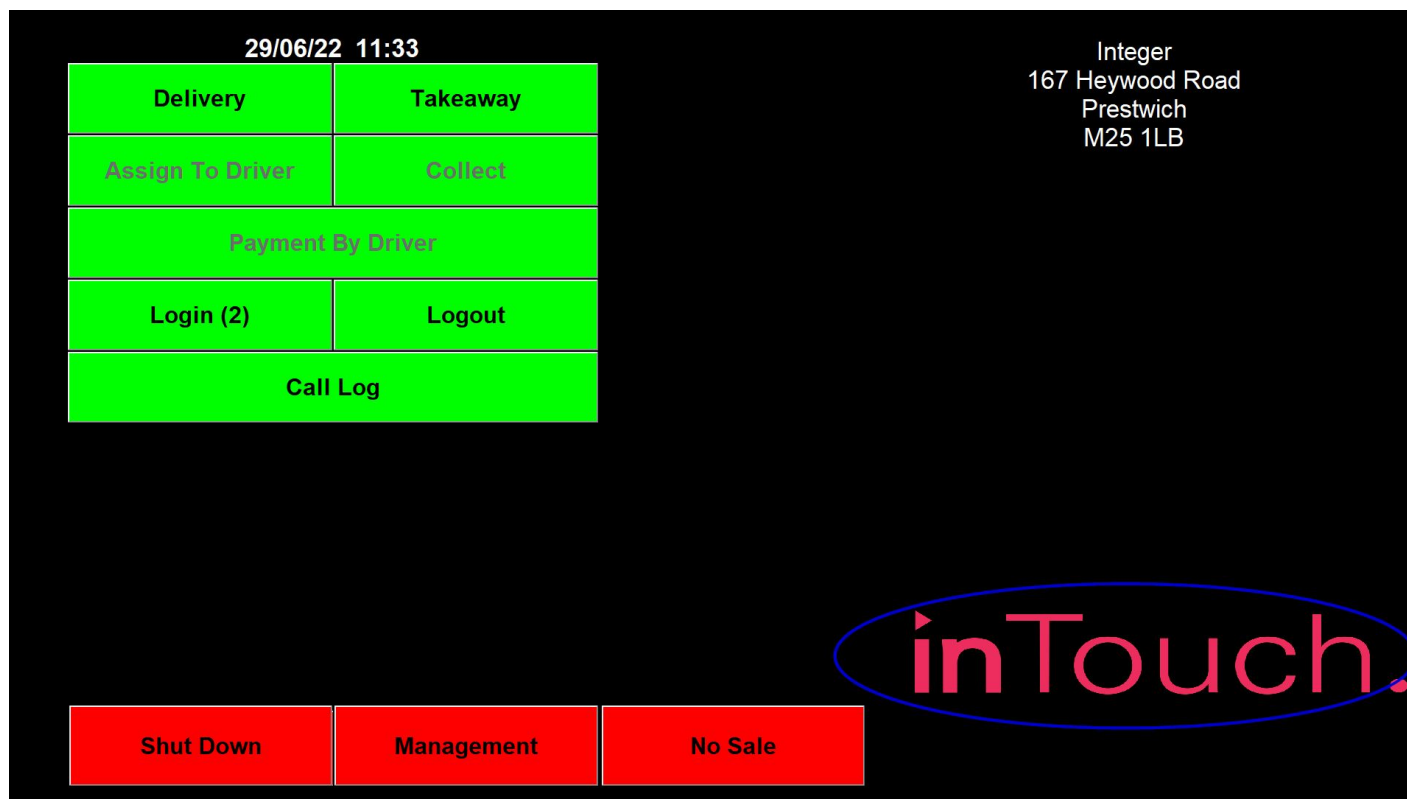 29/06/22 11:33
Delivery Takeaway
Assign To Driver Collect
Payment By Driver
Login (2) Logout
Call Log
Integer
167 Heywood Road
Prestwich
M25 1LB
inTouch.
Shut Down Management No Sale